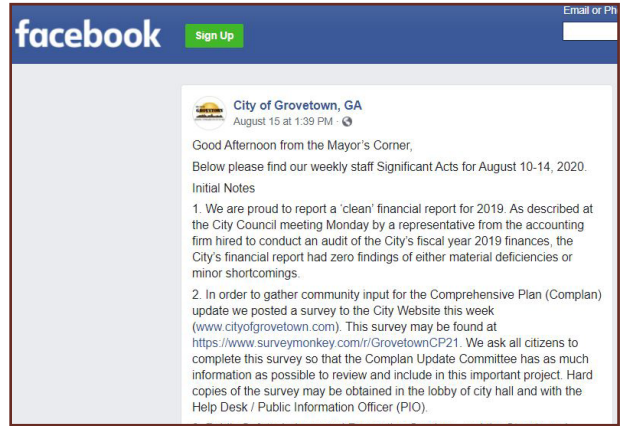 facebook
Sign Up
Email or Ph
City of Grovetown, GA
August 15 at 1:39 PM ·
Good Afternoon from the Mayor's Corner,
Below please find our weekly staff Significant Acts for August 10-14, 2020.
Initial Notes
1. We are proud to report a 'clean' financial report for 2019. As described at
the City Council meeting Monday by a representative from the accounting
firm hired to conduct an audit of the City's fiscal year 2019 finances, the
City's financial report had zero findings of either material deficiencies or
minor shortcomings.
2. In order to gather community input for the Comprehensive Plan (Complan)
update we posted a survey to the City Website this week
(www.cityofgrovetown.com). This survey may be found at
https://www.surveymonkey.com/r/GrovetownCP21. We ask all citizens to
complete this survey so that the Complan Update Committee has as much
information as possible to review and include in this important project. Hard
copies of the survey may be obtained in the lobby of city hall and with the
Help Desk / Public Information Officer (PIO).